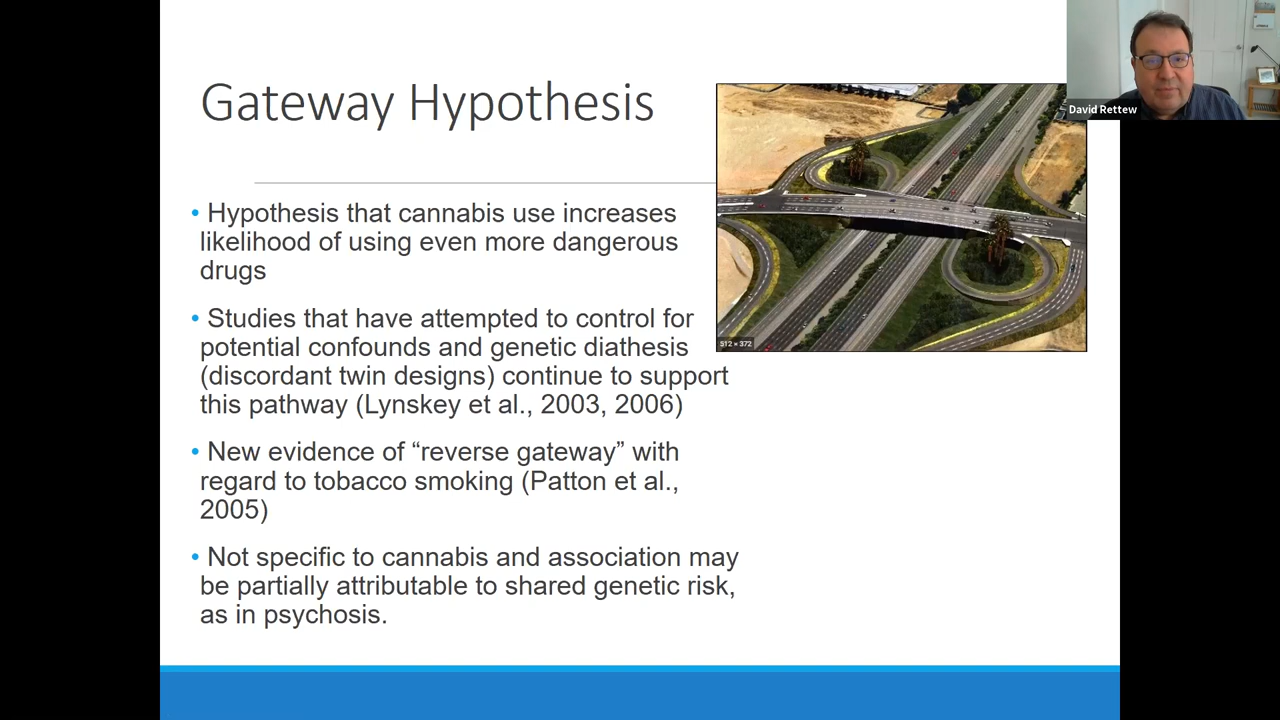 Gateway Hypothesis
David Rettew
• Hypothesis that cannabis use increases
likelihood of using even more dangerous
drugs
• Studies that have attempted to control for
potential confounds and genetic diathesis
(discordant twin designs) continue to support
this pathway (Lynskey et al., 2003, 2006)
512 × 372
• New evidence of “reverse gateway” with
regard to tobacco smoking (Patton et al.,
2005)
• Not specific to cannabis and association may
be partially attributable to shared genetic risk,
as in psychosis.